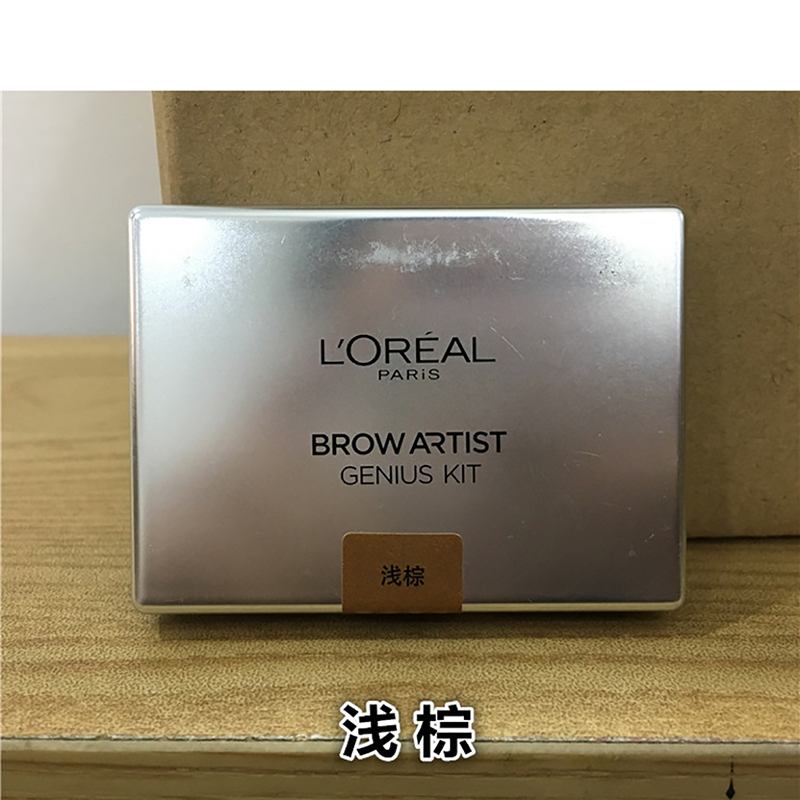 L'ORÉAL
PARiS
BROW ARTIST
GENIUS KIT
浅棕
浅棕